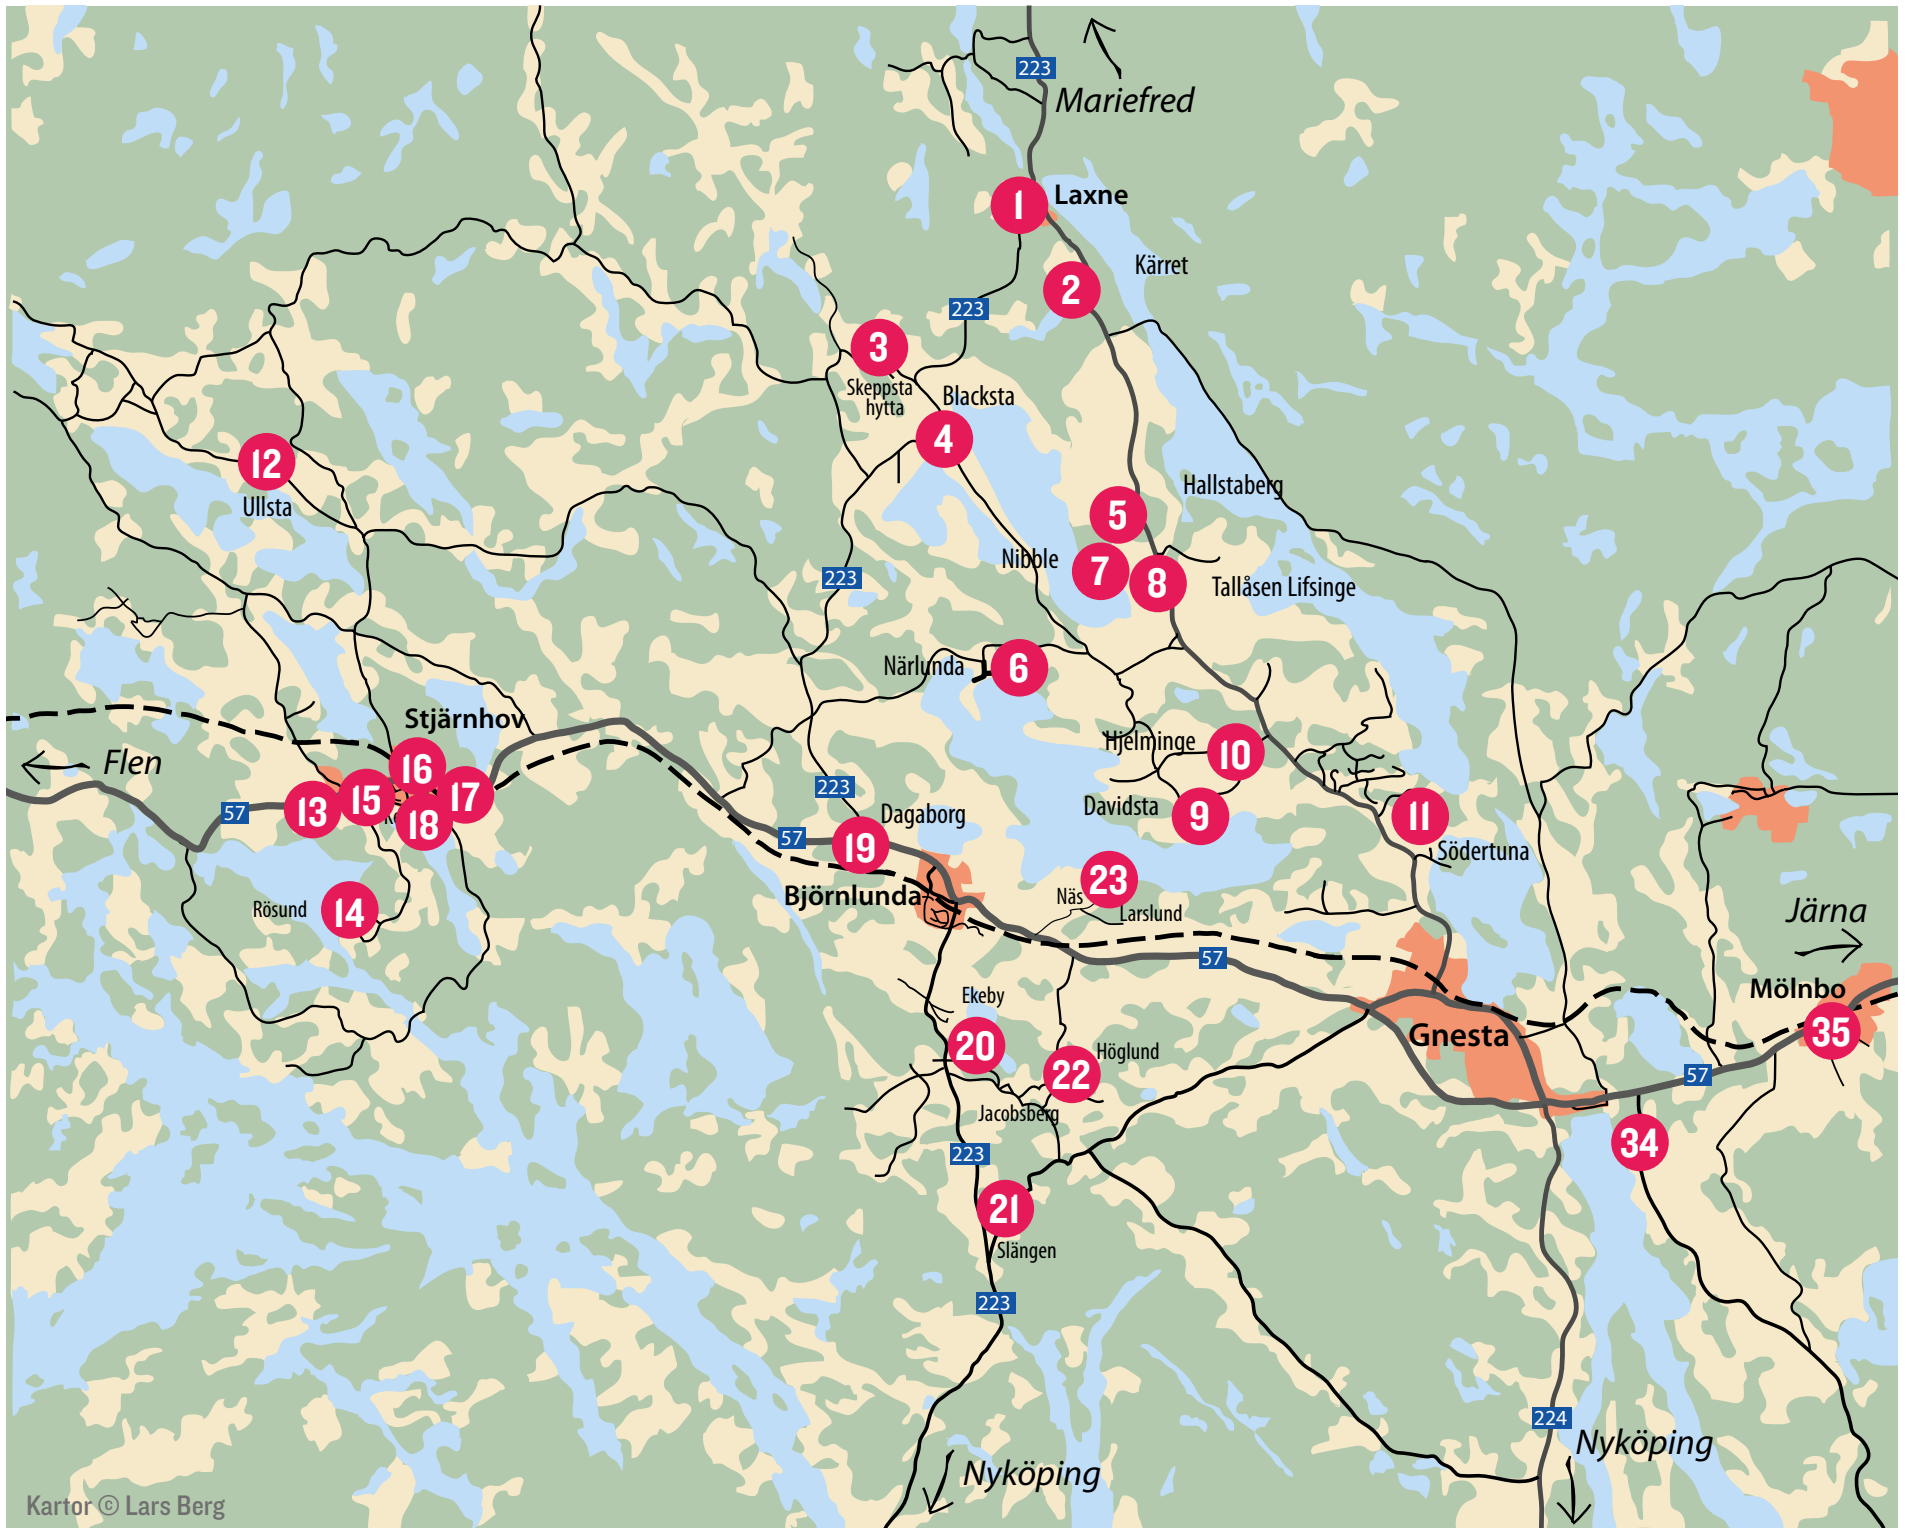 223
Mariefred
1
Laxne
Kärret
2
223
3
Skeppsta
hytta
Blacksta
4
12
Ullsta
Hallstaberg
5
Nibble
7
8
Tallåsen Lifsinge
223
Närlunda
6
Stjärnhov
Flen
16
15
17
13
18
57
Hjelminge
10
223
Davidsta
9
11
Dagaborg
57
19
Södertuna
Björnlunda
23
Näs
Larslund
Rösund
14
Järna
57
Mölnbo
35
Ekeby
20
Höglund
22
Gnesta
57
Jacobsberg
223
34
21
Slängen
223
224
Nyköping
Nyköping
Kartor © Lars Berg